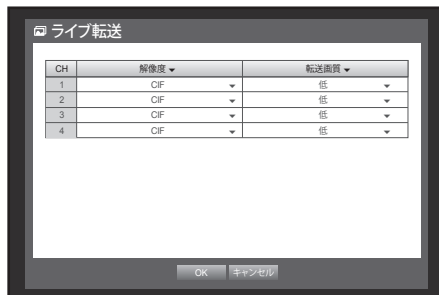 ライブ転送
CH 解像度 転送画質
1 CIF 低
2 CIF 低
3 CIF 低
4 CIF 低
OK キャンセル